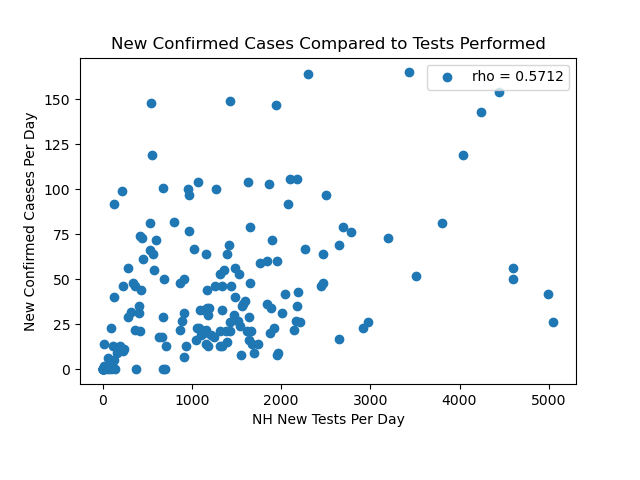 New Confirmed Cases Compared to Tests Performed
rho = 0.5712
New Confirmed Caeses Per Day
150
125
100
75
50
25
0
0 1000 2000 3000 4000 5000
NH New Tests Per Day